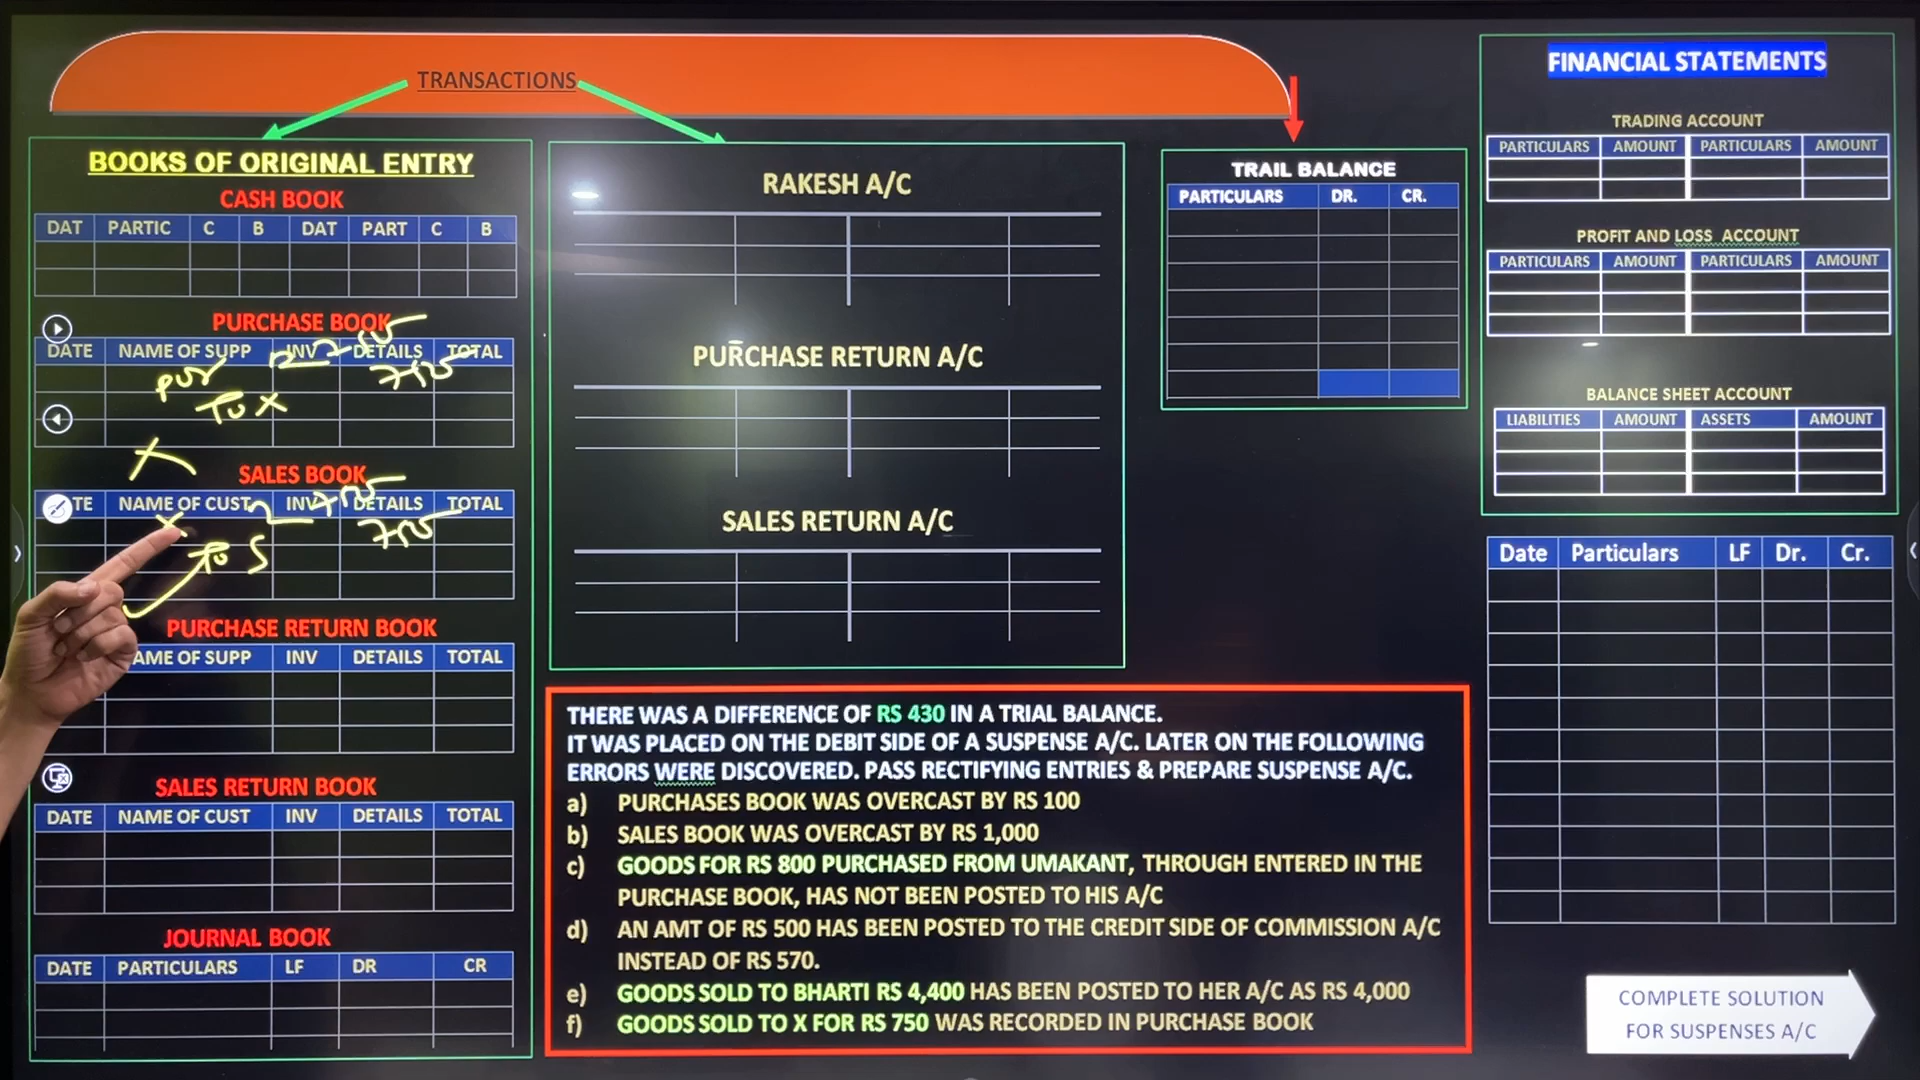 TRANSACTIONS
BOOKS OF ORIGINAL ENTRY
CASH BOOK
DAT PARTIC C B DAT PART C B
PURCHASE BOOK
DATE NAME OF SUPP INV DETAILS TOTAL
pur
750
To X
X
SALES BOOK
TE NAME OF CUST INV DETAILS TOTAL
X
750
To S
PURCHASE RETURN BOOK
AME OF SUPP INV DETAILS TOTAL
SALES RETURN BOOK
DATE NAME OF CUST INV DETAILS TOTAL
JOURNAL BOOK
DATE PARTICULARS LF DR CR
RAKESH A/C
PURCHASE RETURN A/C
SALES RETURN A/C
TRAIL BALANCE
PARTICULARS DR. CR.
THERE WAS A DIFFERENCE OF RS 430 IN A TRIAL BALANCE.
IT WAS PLACED ON THE DEBIT SIDE OF A SUSPENSE A/C. LATER ON THE FOLLOWING
ERRORS WERE DISCOVERED. PASS RECTIFYING ENTRIES & PREPARE SUSPENSE A/C.
a) PURCHASES BOOK WAS OVERCAST BY RS 100
b) SALES BOOK WAS OVERCAST BY RS 1,000
c) GOODS FOR RS 800 PURCHASED FROM UMAKANT, THROUGH ENTERED IN THE
PURCHASE BOOK, HAS NOT BEEN POSTED TO HIS A/C
d) AN AMT OF RS 500 HAS BEEN POSTED TO THE CREDIT SIDE OF COMMISSION A/C
INSTEAD OF RS 570.
e) GOODS SOLD TO BHARTI RS 4,400 HAS BEEN POSTED TO HER A/C AS RS 4,000
f) GOODS SOLD TO X FOR RS 750 WAS RECORDED IN PURCHASE BOOK
FINANCIAL STATEMENTS
TRADING ACCOUNT
PARTICULARS AMOUNT PARTICULARS AMOUNT
PROFIT AND LOSS ACCOUNT
PARTICULARS AMOUNT PARTICULARS AMOUNT
BALANCE SHEET ACCOUNT
LIABILITIES AMOUNT ASSETS AMOUNT
Date Particulars LF Dr. Cr.
COMPLETE SOLUTION
FOR SUSPENSES A/C